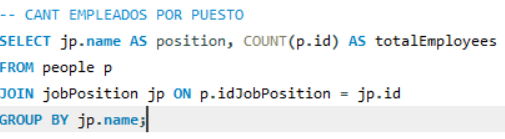 -- CANT EMPLEADOS POR PUESTO
SELECT jp.name AS position, COUNT(p.id) AS totalEmployees
FROM people p
JOIN jobPosition jp ON p.idJobPosition = jp.id
GROUP BY jp.name;